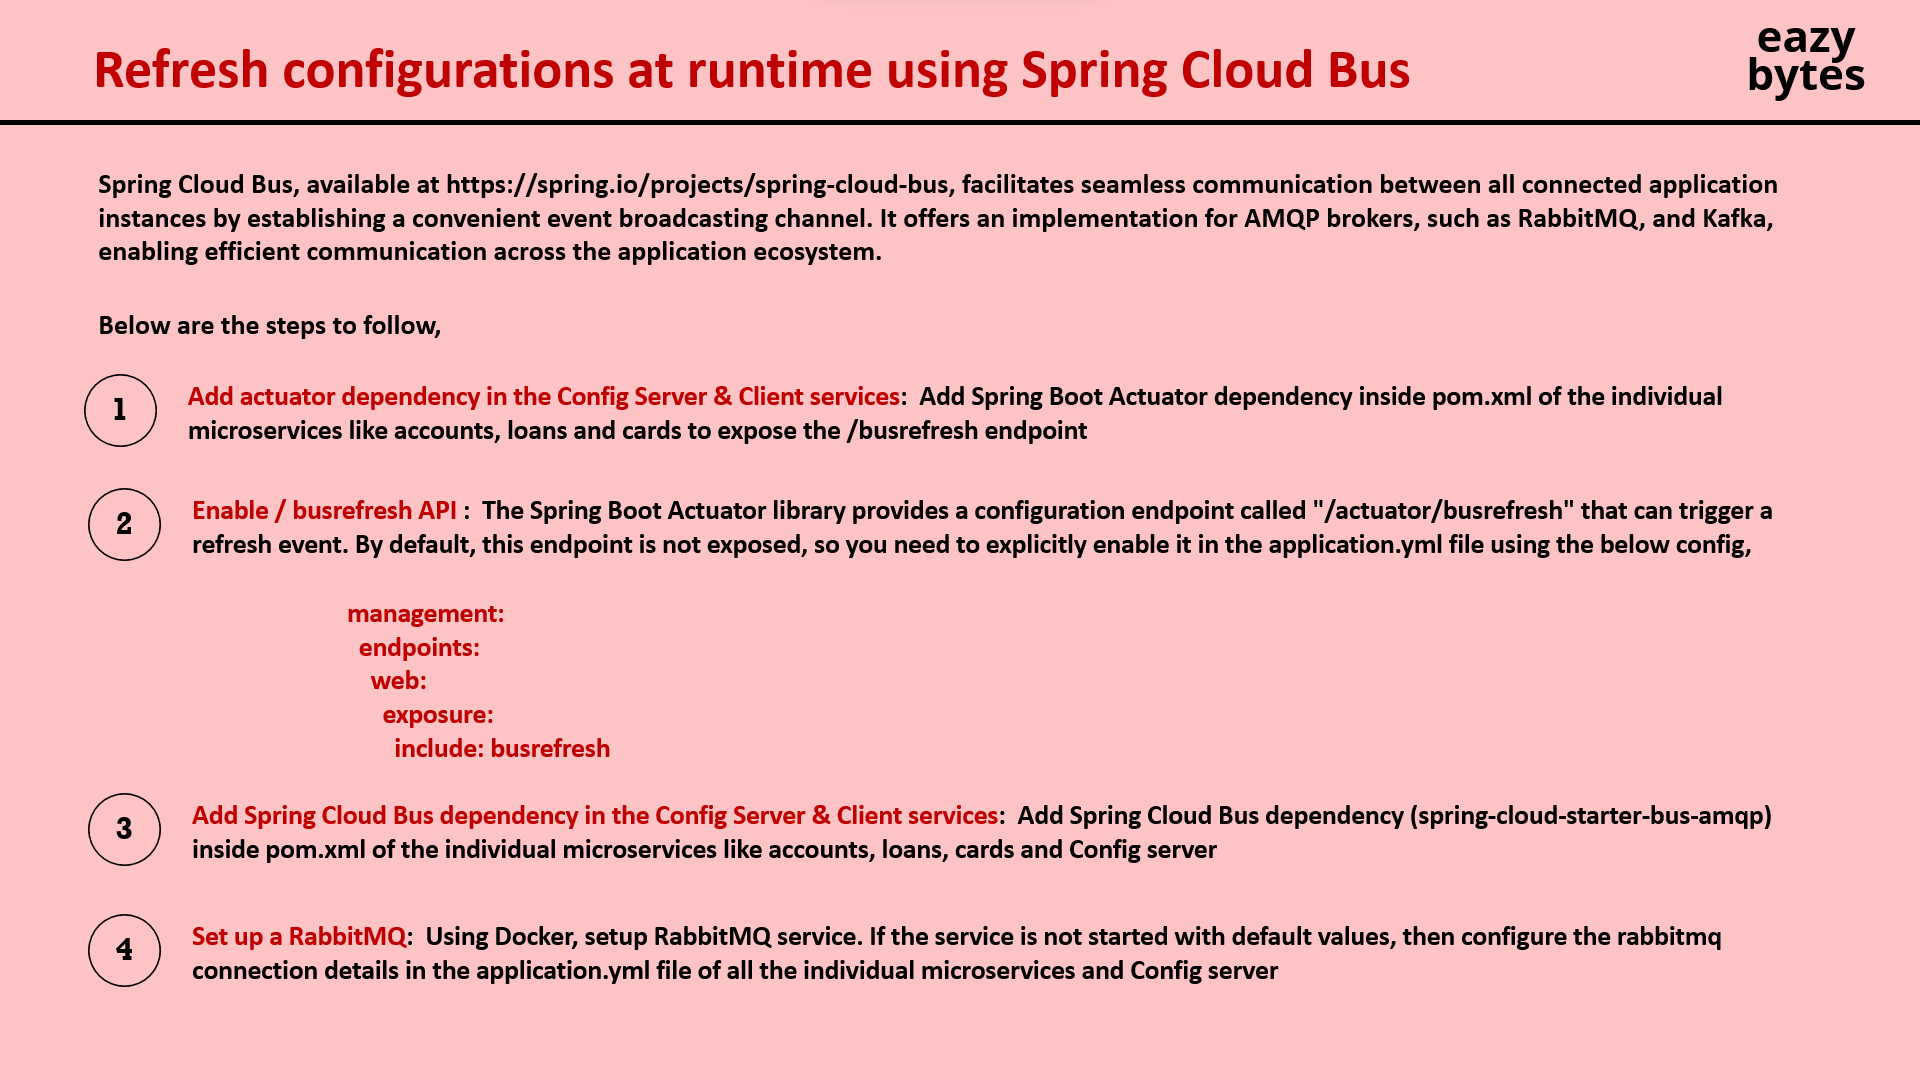 Refresh configurations at runtime using Spring Cloud Bus
eazy
bytes
Spring Cloud Bus, available at https://spring.io/projects/spring-cloud-bus, facilitates seamless communication between all connected application
instances by establishing a convenient event broadcasting channel. It offers an implementation for AMQP brokers, such as RabbitMQ, and Kafka,
enabling efficient communication across the application ecosystem.
Below are the steps to follow,
1
Add actuator dependency in the Config Server & Client services:  Add Spring Boot Actuator dependency inside pom.xml of the individual
microservices like accounts, loans and cards to expose the /busrefresh endpoint
2
Enable / busrefresh API :  The Spring Boot Actuator library provides a configuration endpoint called "/actuator/busrefresh" that can trigger a
refresh event. By default, this endpoint is not exposed, so you need to explicitly enable it in the application.yml file using the below config,
management:
  endpoints:
    web:
      exposure:
        include: busrefresh
3
Add Spring Cloud Bus dependency in the Config Server & Client services:  Add Spring Cloud Bus dependency (spring-cloud-starter-bus-amqp)
inside pom.xml of the individual microservices like accounts, loans, cards and Config server
4
Set up a RabbitMQ:  Using Docker, setup RabbitMQ service. If the service is not started with default values, then configure the rabbitmq
connection details in the application.yml file of all the individual microservices and Config server